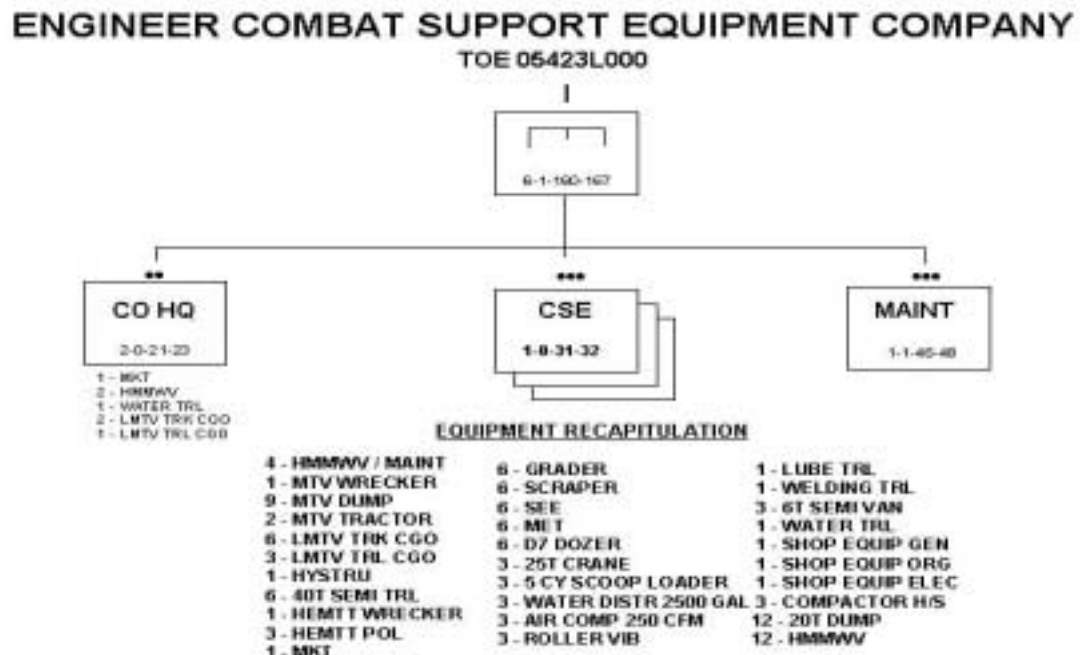 ENGINEER COMBAT SUPPORT EQUIPMENT COMPANY
TOE 05423L000
6-1-160-167
CO HQ
2-0-21-23
1 - MKT
2 - HMMWV
1 - WATER TRL
2 - LMTV TRK CGO
1 - LMTV TRL CGO
CSE
1-0-31-32
MAINT
1-1-46-48
EQUIPMENT RECAPITULATION
4 - HMMWV / MAINT
1 - MTV WRECKER
9 - MTV DUMP
2 - MTV TRACTOR
6 - LMTV TRK CGO
3 - LMTV TRL CGO
1 - HYSTRU
6 - 40T SEMI TRL
1 - HEMTT WRECKER
3 - HEMTT POL
1 - MKT
6 - GRADER
6 - SCRAPER
6 - SEE
6 - MET
6 - D7 DOZER
3 - 25T CRANE
3 - 5 CY SCOOP LOADER
3 - WATER DISTR 2500 GAL
3 - AIR COMP 250 CFM
3 - ROLLER VIB
1 - LUBE TRL
1 - WELDING TRL
3 - 6T SEMI VAN
1 - WATER TRL
1 - SHOP EQUIP GEN
1 - SHOP EQUIP ORG
1 - SHOP EQUIP ELEC
3 - COMPACTOR H/S
12 - 20T DUMP
12 - HMMWV